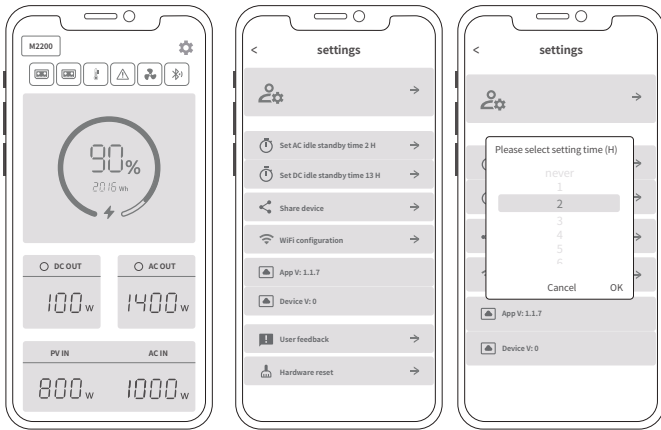 M2200
90%
2016 Wh
DC OUT
AC OUT
100 W
1400 W
PV IN
AC IN
800 W
1000 W
< settings
Set AC idle standby time 2 H
Set DC idle standby time 13 H
Share device
WiFi configuration
App V: 1.1.7
Device V: 0
User feedback
Hardware reset
< settings
Please select setting time (H)
never
1
2
3
4
5
6
Cancel OK
App V: 1.1.7
Device V: 0